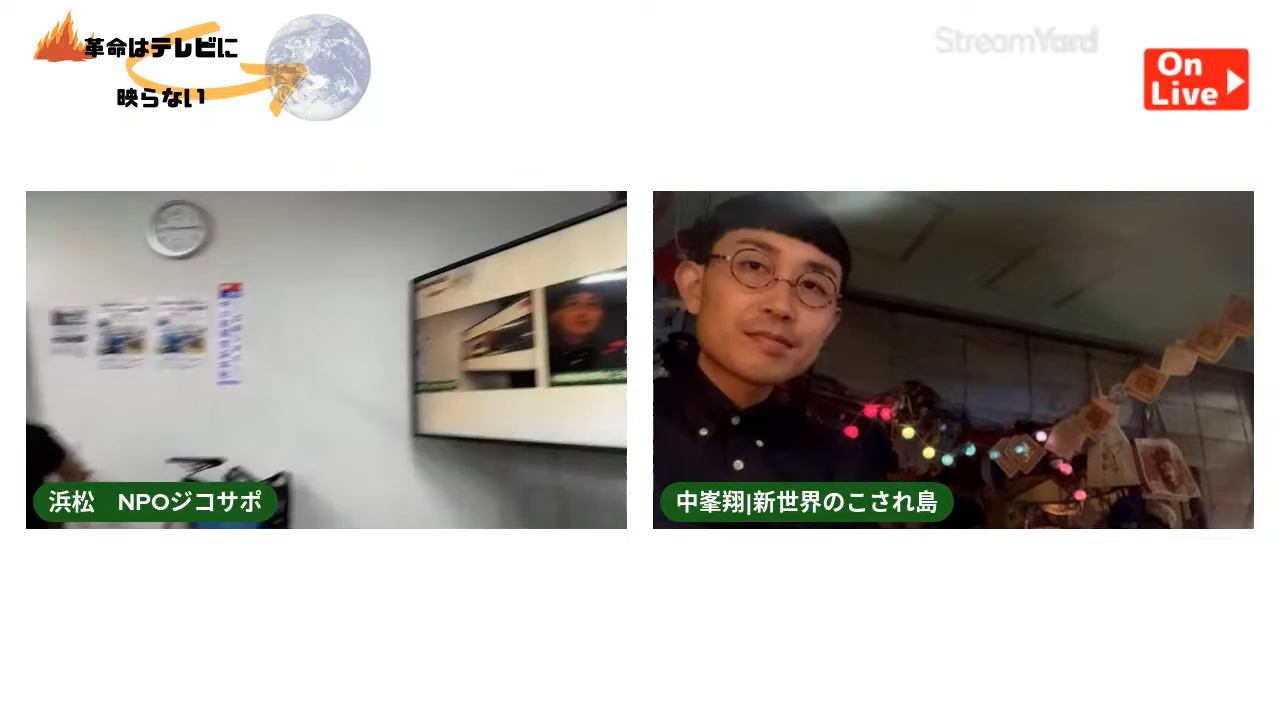 革命はテレビに
映らない
StreamYard
On
Live
浜松　NPOジコサポ
中峯翔|新世界のこされ島